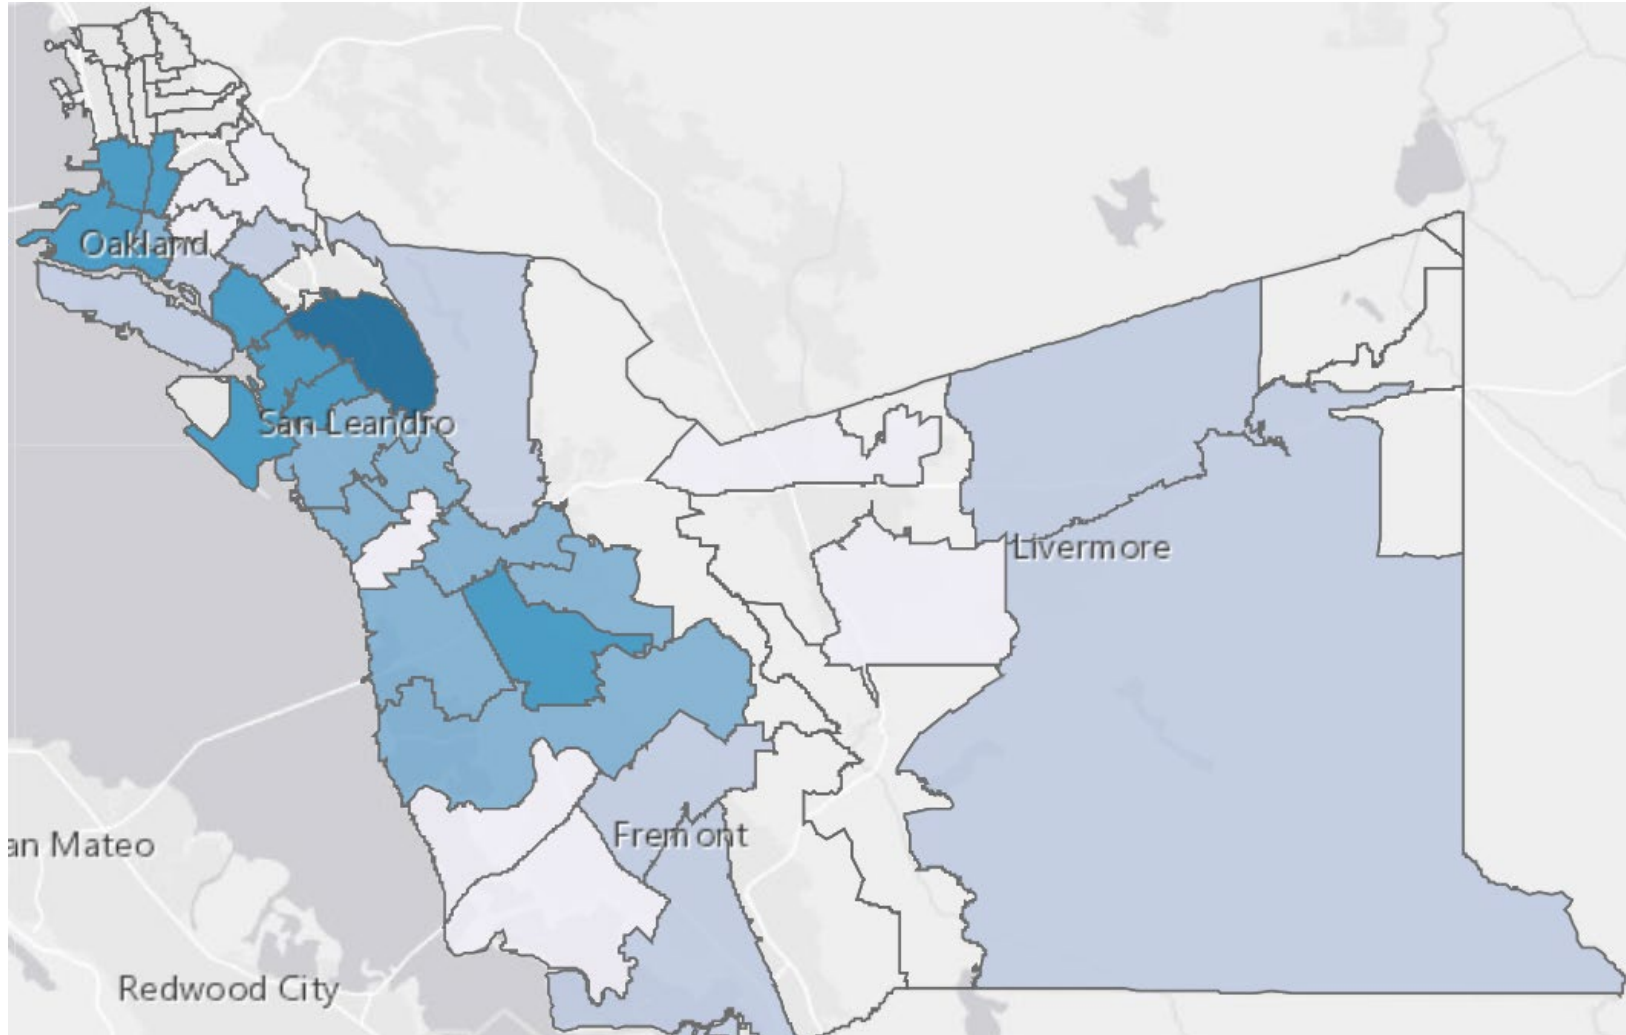 Oakland
San Leandro
Livermore
Fremont
an Mateo
Redwood City